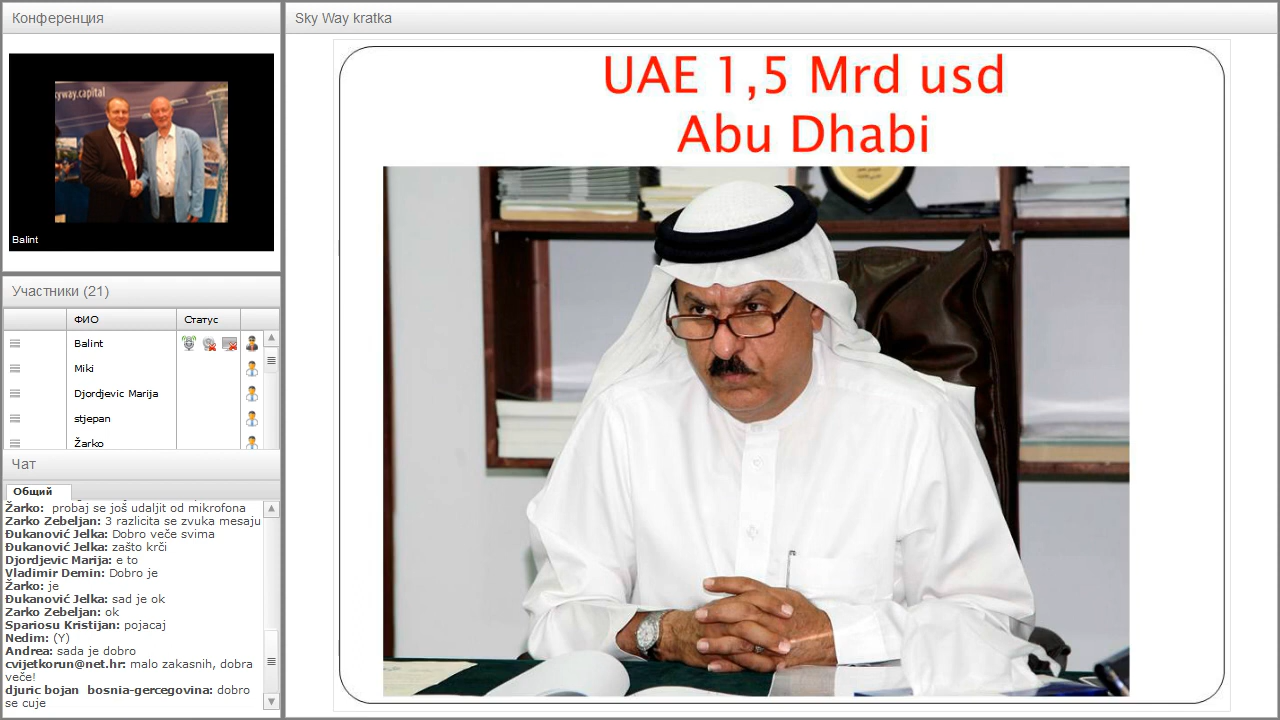 Конференция
kyway.capital
Balint
Участники (21)
ФИО Статус
Balint
Miki
Djordjevic Marija
stjepan
Žarko
Чат
Общий
Žarko: probaj se još udaljit od mikrofona
Zarko Zebeljan: 3 razlicita se zvuka mesaju
Đukanović Jelka: Dobro veče svima
Đukanović Jelka: zašto krči
Djordjevic Marija: e to
Vladimir Demin: Dobro je
Žarko: je
Đukanović Jelka: sad je ok
Zarko Zebeljan: ok
Spariosu Kristijan: pojacaj
Nedim: (Y)
Andrea: sada je dobro
cvijetkorun@net.hr: malo zakasnih, dobra
veče!
djuric bojan bosnia-gercegovina: dobro
se cuje
Sky Way kratka
UAE 1,5 Mrd usd
Abu Dhabi